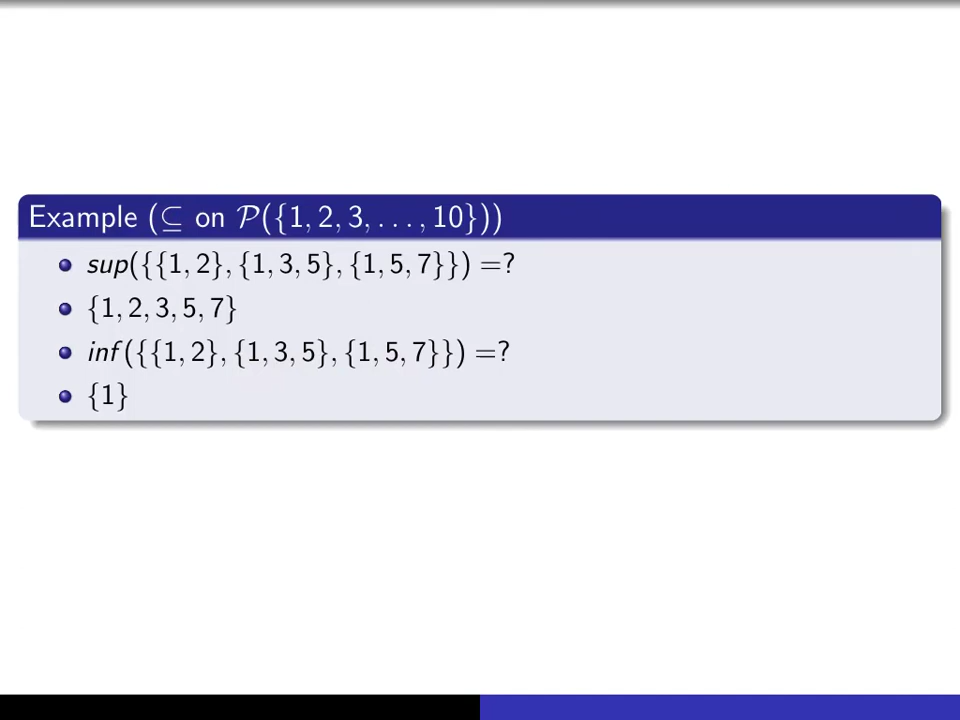 Example (⊆ on 𝒫({1, 2, 3, . . . , 10}))
sup({{1, 2}, {1, 3, 5}, {1, 5, 7}}) =?
{1, 2, 3, 5, 7}
inf({{1, 2}, {1, 3, 5}, {1, 5, 7}}) =?
{1}